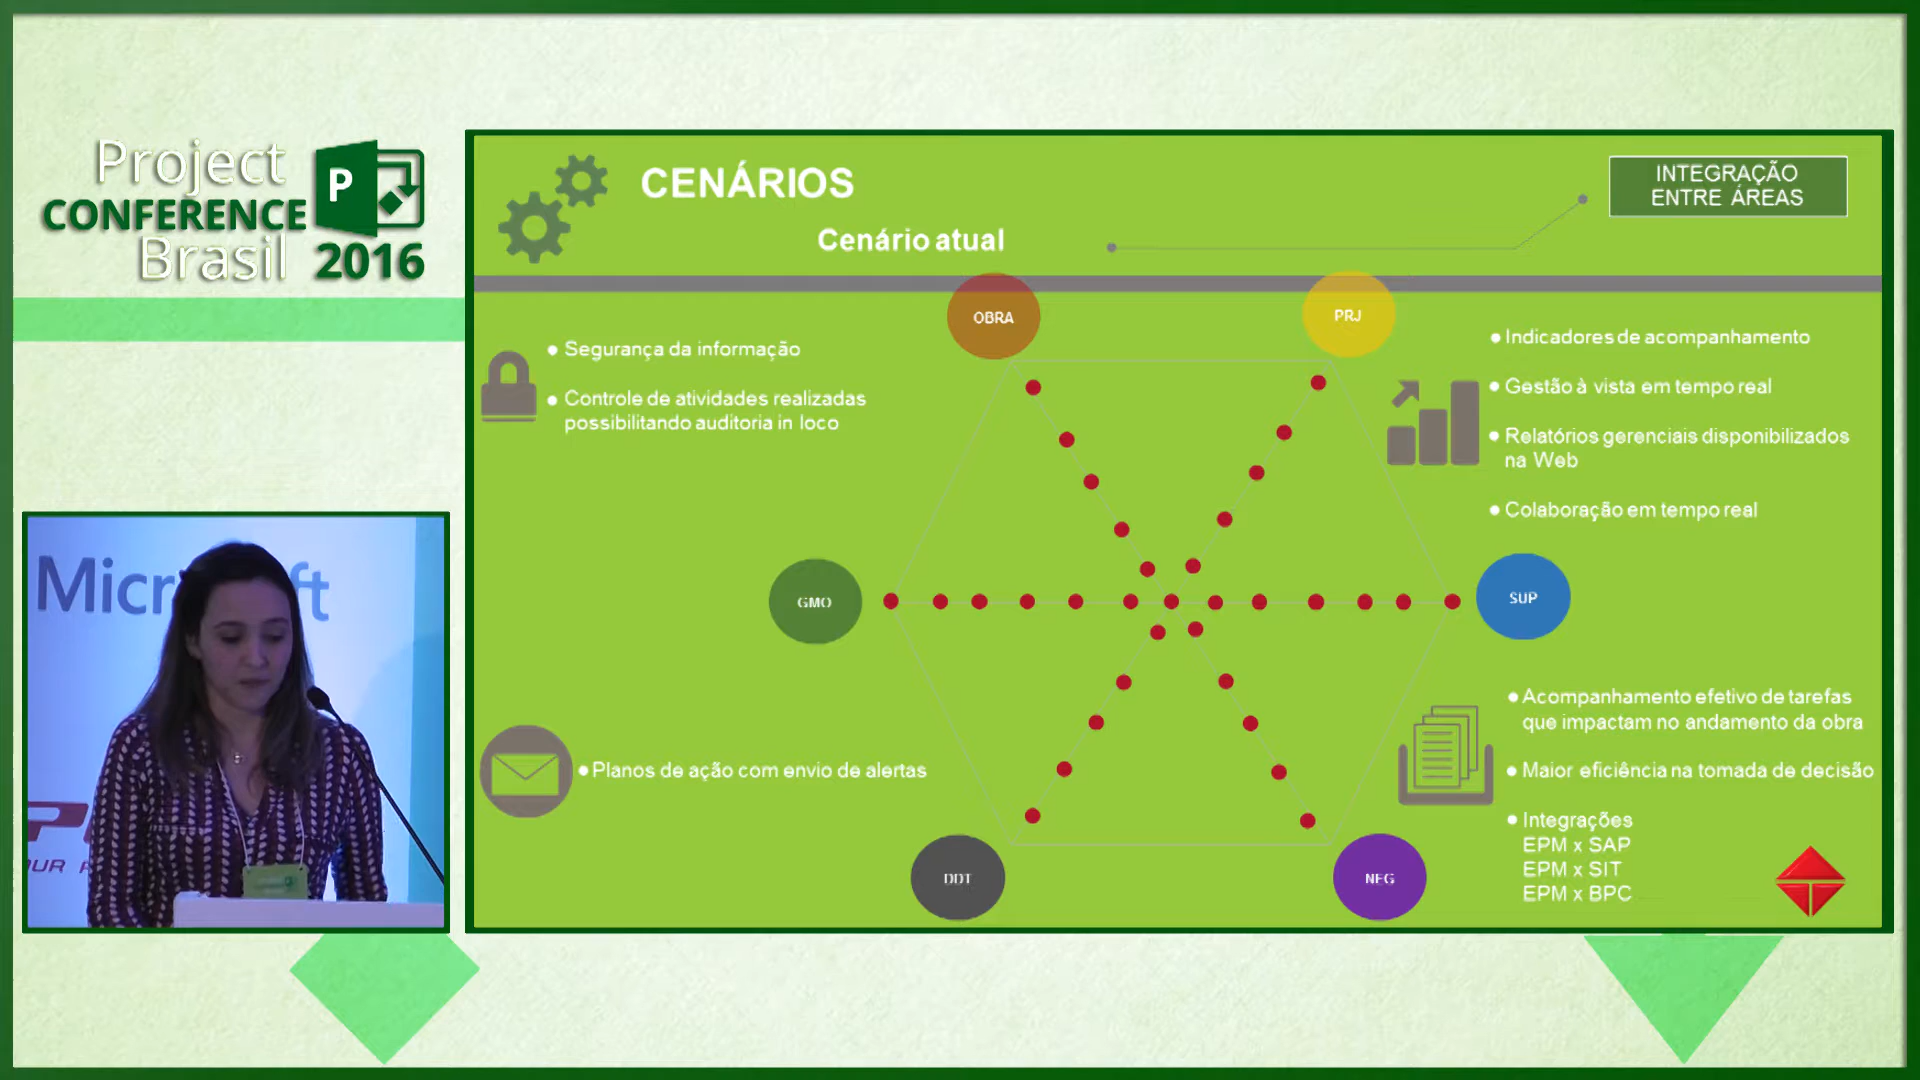 Project
CONFERENCE
Brasil 2016
P
CENÁRIOS
Cenário atual
INTEGRAÇÃO
ENTRE ÁREAS
OBRA
PRJ
● Segurança da informação
● Controle de atividades realizadas
possibilitando auditoria in loco
● Indicadores de acompanhamento
● Gestão à vista em tempo real
● Relatórios gerenciais disponibilizados
na Web
● Colaboração em tempo real
GMO
SUP
● Planos de ação com envio de alertas
● Acompanhamento efetivo de tarefas
que impactam no andamento da obra
● Maior eficiência na tomada de decisão
● Integrações
EPM x SAP
EPM x SIT
EPM x BPC
DDT
NEG